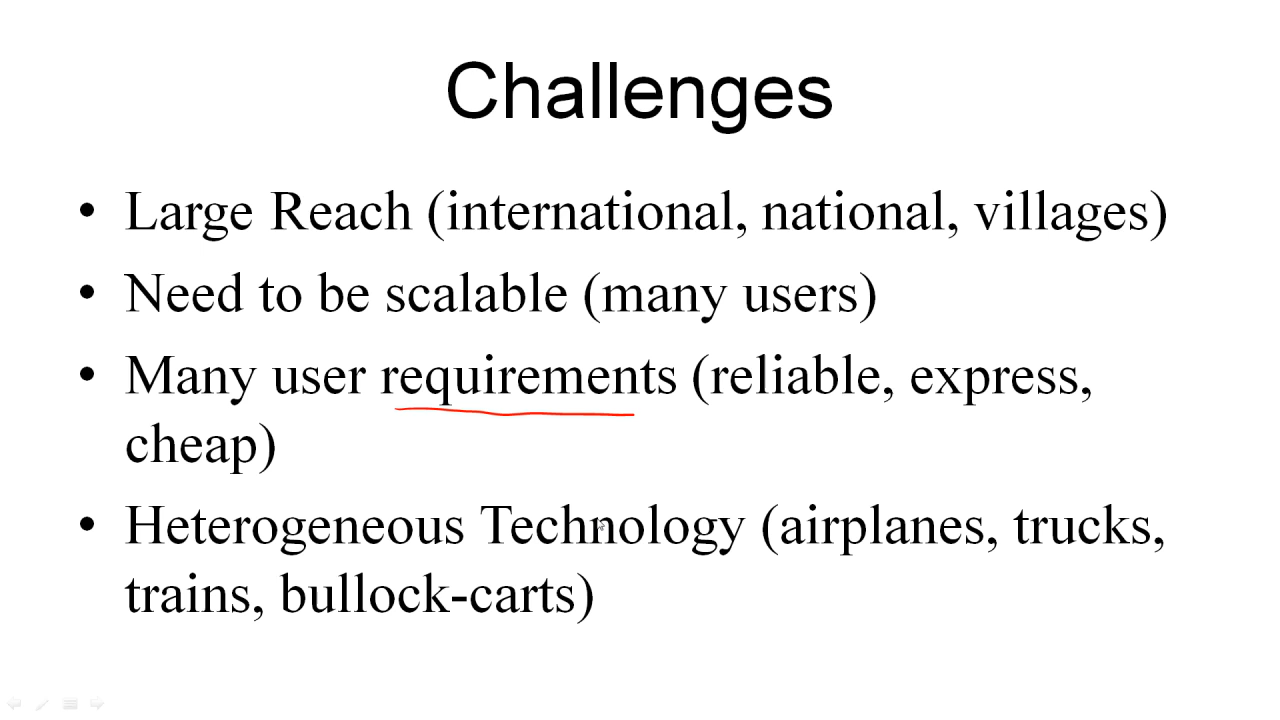 Challenges
• Large Reach (international, national, villages)
• Need to be scalable (many users)
• Many user requirements (reliable, express,
cheap)
• Heterogeneous Technology (airplanes, trucks,
trains, bullock-carts)